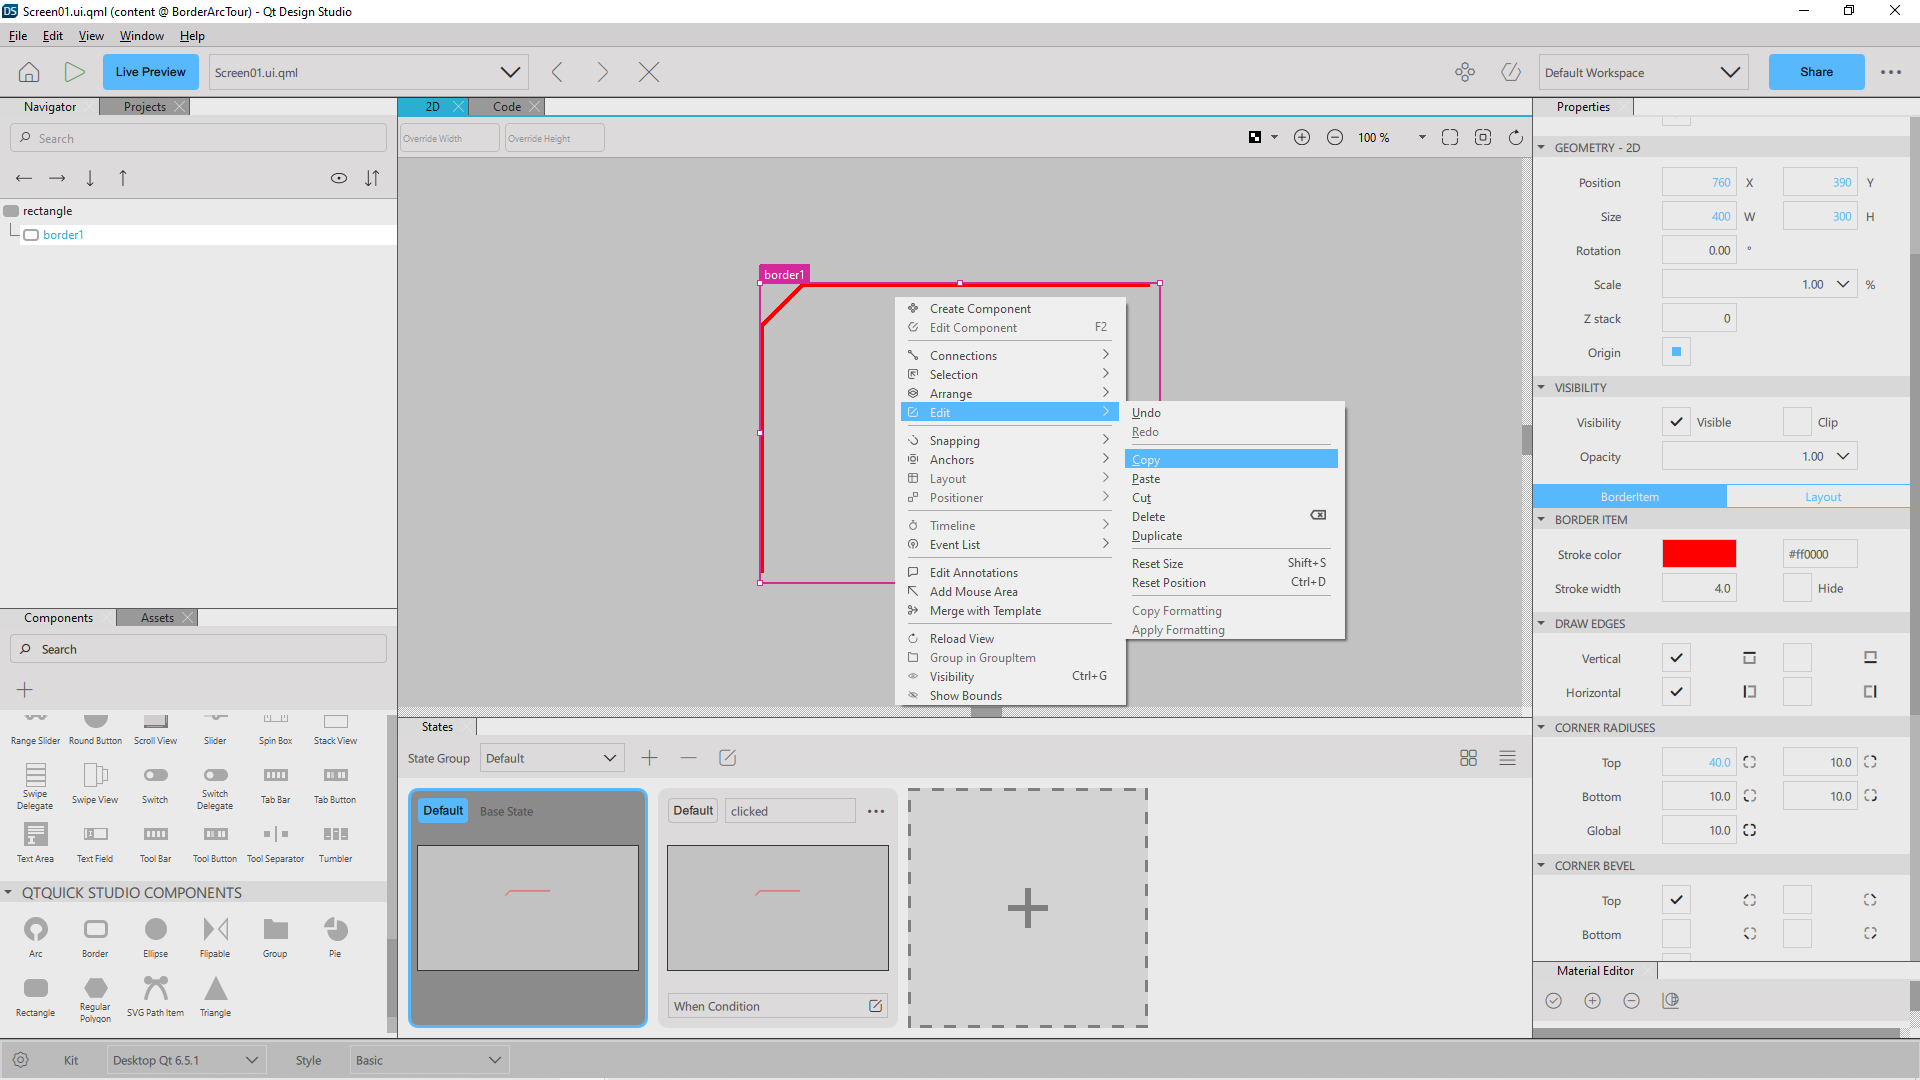 DS Screen01.ui.qml (content @ BorderArcTour) - Qt Design Studio
File Edit View Window Help
Live Preview Screen01.ui.qml Default Workspace Share
Navigator Projects 2D Code Properties
Search
Override Width Override Height 100 %
rectangle
border1
border1
Create Component
Edit Component F2
Connections
Selection
Arrange
Edit
Snapping
Anchors
Layout
Positioner
Timeline
Event List
Edit Annotations
Add Mouse Area
Merge with Template
Reload View
Group in GroupItem
Visibility Ctrl+G
Show Bounds
Undo
Redo
Copy
Paste
Cut
Delete
Duplicate
Reset Size Shift+S
Reset Position Ctrl+D
Copy Formatting
Apply Formatting
GEOMETRY - 2D
Position 760 X 390 Y
Size 400 W 300 H
Rotation 0.00 °
Scale 1.00 %
Z stack 0
Origin
VISIBILITY
Visibility Visible Clip
Opacity 1.00
BorderItem Layout
BORDER ITEM
Stroke color #ff0000
Stroke width 4.0 Hide
DRAW EDGES
Vertical
Horizontal
CORNER RADIUSES
Top 40.0 10.0
Bottom 10.0 10.0
Global 10.0
CORNER BEVEL
Top
Bottom
Material Editor
Components Assets
Search
Range Slider Round Button Scroll View Slider Spin Box Stack View
Swipe Delegate Swipe View Switch Switch Delegate Tab Bar Tab Button
Text Area Text Field Tool Bar Tool Button Tool Separator Tumbler
QTQUICK STUDIO COMPONENTS
Arc Border Ellipse Flipable Group Pie
Rectangle Regular Polygon SVG Path Item Triangle
States
State Group Default
Default Base State
Default clicked
When Condition
Kit Desktop Qt 6.5.1 Style Basic